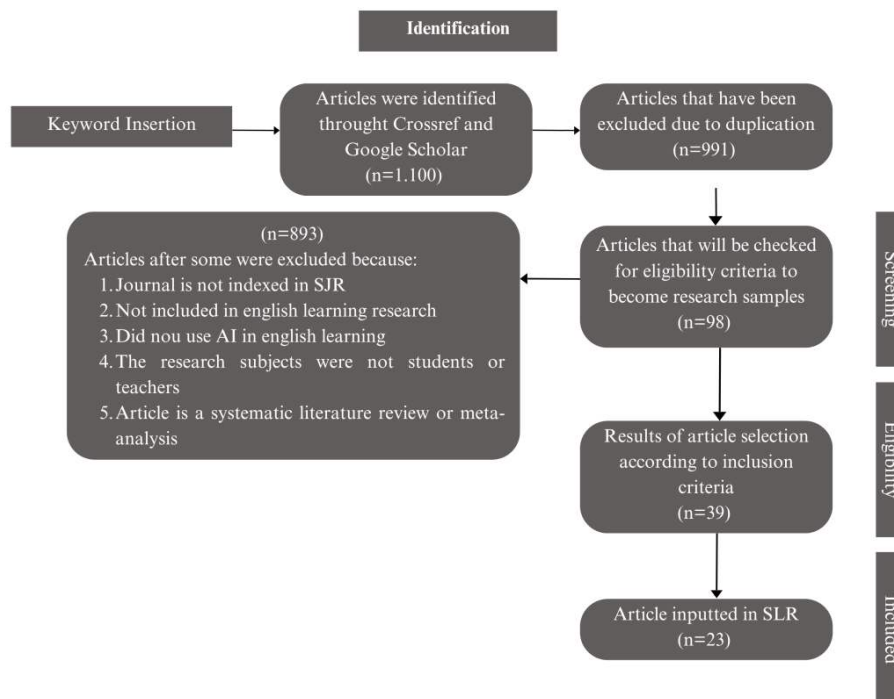 Identification
Keyword Insertion
Articles were identified
throught Crossref and
Google Scholar
(n=1.100)
Articles that have been
excluded due to duplication
(n=991)
(n=893)
Articles after some were excluded because:
1. Journal is not indexed in SJR
2. Not included in english learning research
3. Did nou use AI in english learning
4. The research subjects were not students or
teachers
5. Article is a systematic literature review or meta-
analysis
Articles that will be checked
for eligibility criteria to
become research samples
(n=98)
Screening
Results of article selection
according to inclusion
criteria
(n=39)
Eligibility
Article inputted in SLR
(n=23)
Included